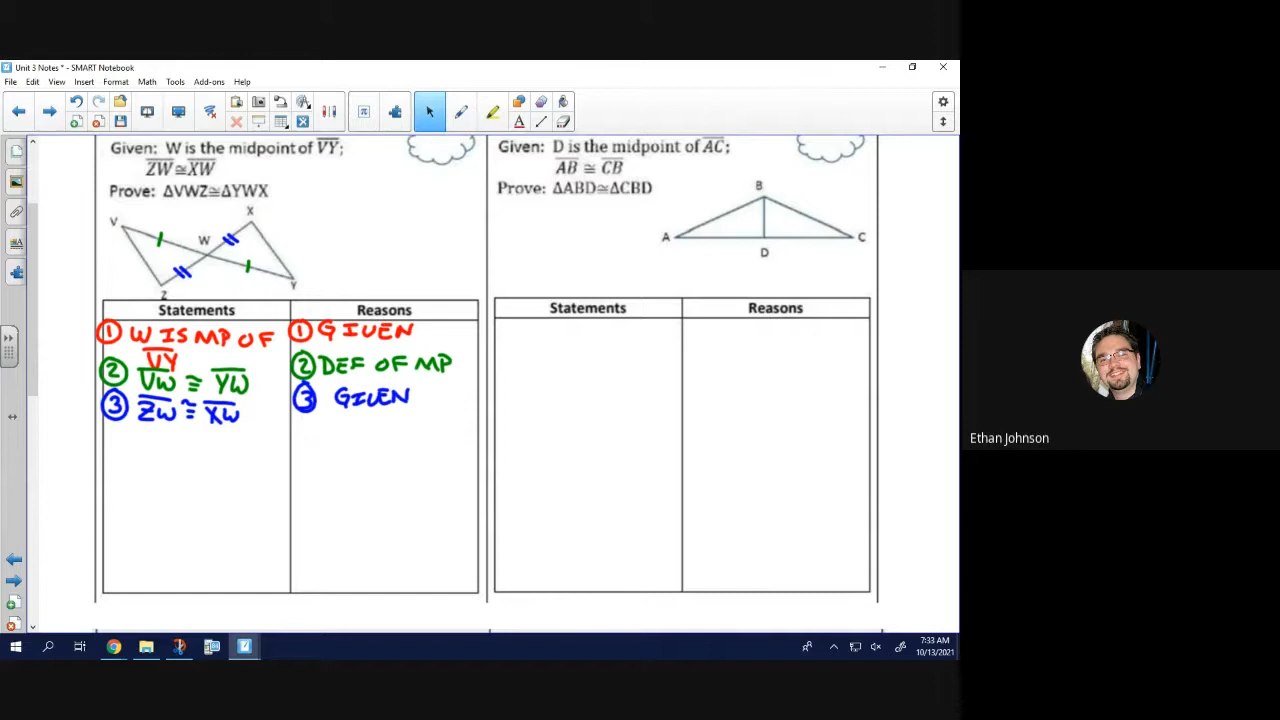 Unit 3 Notes * - SMART Notebook
File Edit View Insert Format Math Tools Add-ons Help
Given: W is the midpoint of VY;
ZW≅XW
Prove: ΔVWZ≅ΔYWX
V
X
W
Z
Y
Statements Reasons
① W IS MP OF ① GIVEN
VY
② VW ≅ YW ② DEF OF MP
③ ZW ≅ XW ③ GIVEN
Given: D is the midpoint of AC;
AB ≅ CB
Prove: ΔABD≅ΔCBD
B
A
C
D
Statements Reasons
Ethan Johnson
7:33 AM
10/13/2021